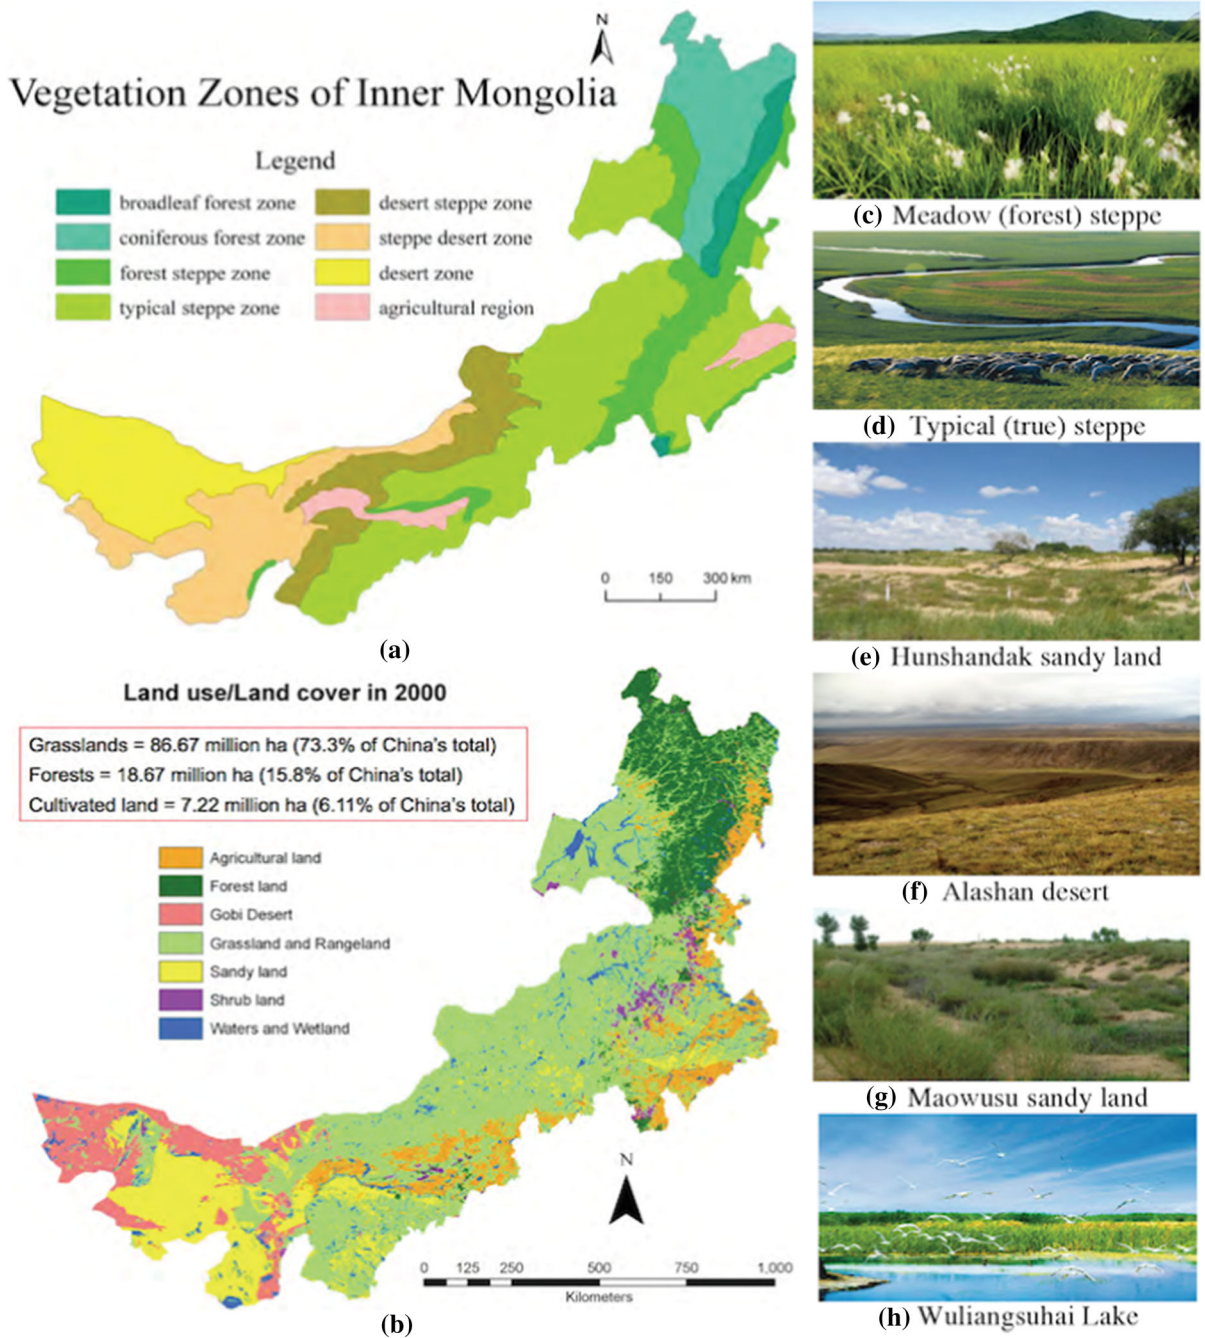 N
Vegetation Zones of Inner Mongolia
Legend
broadleaf forest zone
coniferous forest zone
forest steppe zone
typical steppe zone
desert steppe zone
steppe desert zone
desert zone
agricultural region
0 150 300 km
(a)
Land use/Land cover in 2000
Grasslands = 86.67 million ha (73.3% of China's total)
Forests = 18.67 million ha (15.8% of China's total)
Cultivated land = 7.22 million ha (6.11% of China's total)
Agricultural land
Forest land
Gobi Desert
Grassland and Rangeland
Sandy land
Shrub land
Waters and Wetland
N
0 125 250 500 750 1,000
Kilometers
(b)
(c) Meadow (forest) steppe
(d) Typical (true) steppe
(e) Hunshandak sandy land
(f) Alashan desert
(g) Maowusu sandy land
(h) Wuliangsuhai Lake